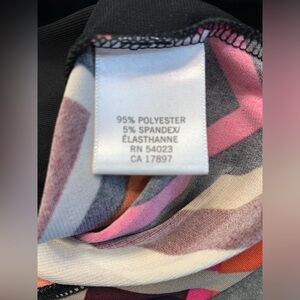 95% POLYESTER
5% SPANDEX/
ÉLASTHANNE
RN 54023
CA 17897